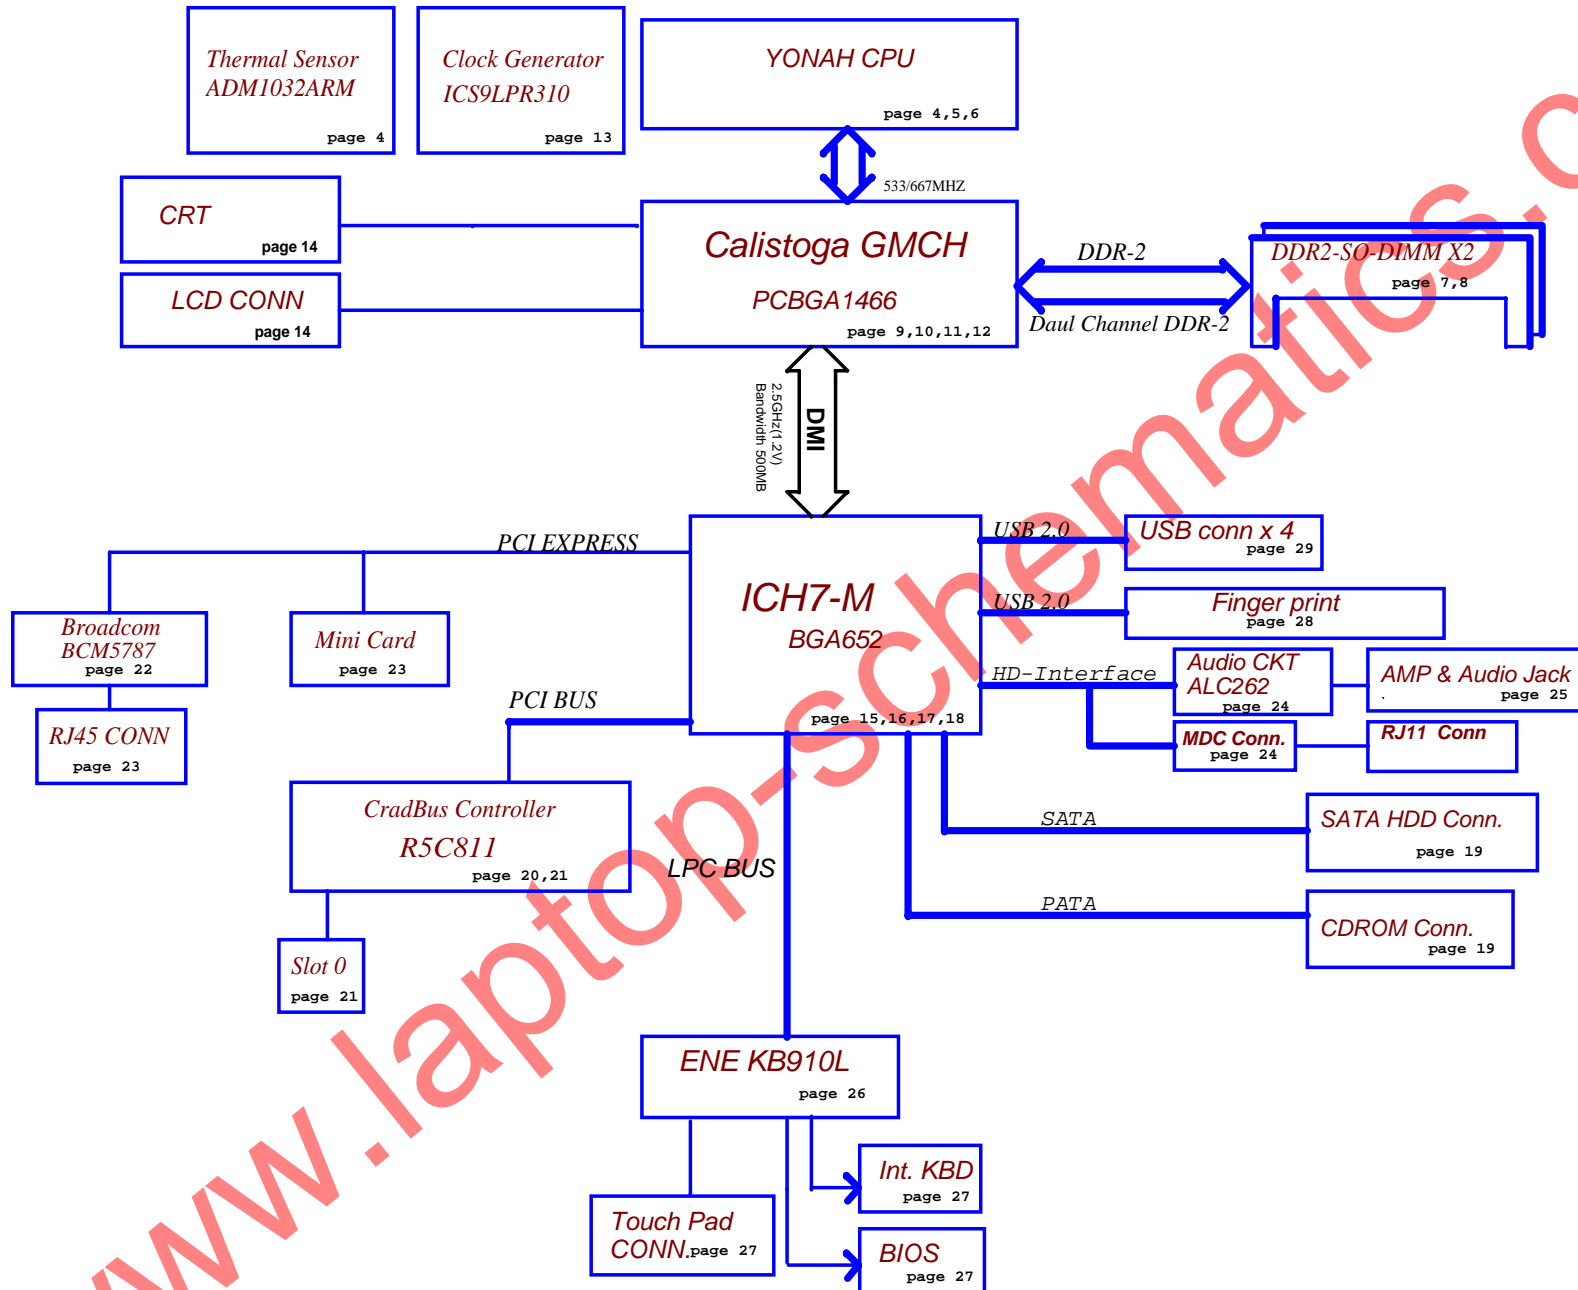 Thermal Sensor
ADM1032ARM
page 4
Clock Generator
ICS9LPR310
page 13
YONAH CPU
page 4,5,6
533/667MHZ
CRT
page 14
LCD CONN
page 14
Calistoga GMCH
PCBGA1466
page 9,10,11,12
DDR-2
Daul Channel DDR-2
DDR2-SO-DIMM X2
page 7,8
DMI
2.5GHz(1.2V)
Bandwidth 500MB
PCI EXPRESS
ICH7-M
BGA652
page 15,16,17,18
USB 2.0
USB conn x 4
page 29
USB 2.0
Finger print
page 28
Broadcom
BCM5787
page 22
Mini Card
page 23
HD-Interface
Audio CKT
ALC262
page 24
AMP & Audio Jack
page 25
RJ45 CONN
page 23
PCI BUS
MDC Conn.
page 24
RJ11 Conn
CradBus Controller
R5C811
page 20,21
LPC BUS
SATA
SATA HDD Conn.
page 19
PATA
CDROM Conn.
page 19
Slot 0
page 21
ENE KB910L
page 26
Int. KBD
page 27
Touch Pad
CONN.page 27
BIOS
page 27
www.laptop-schematics.c